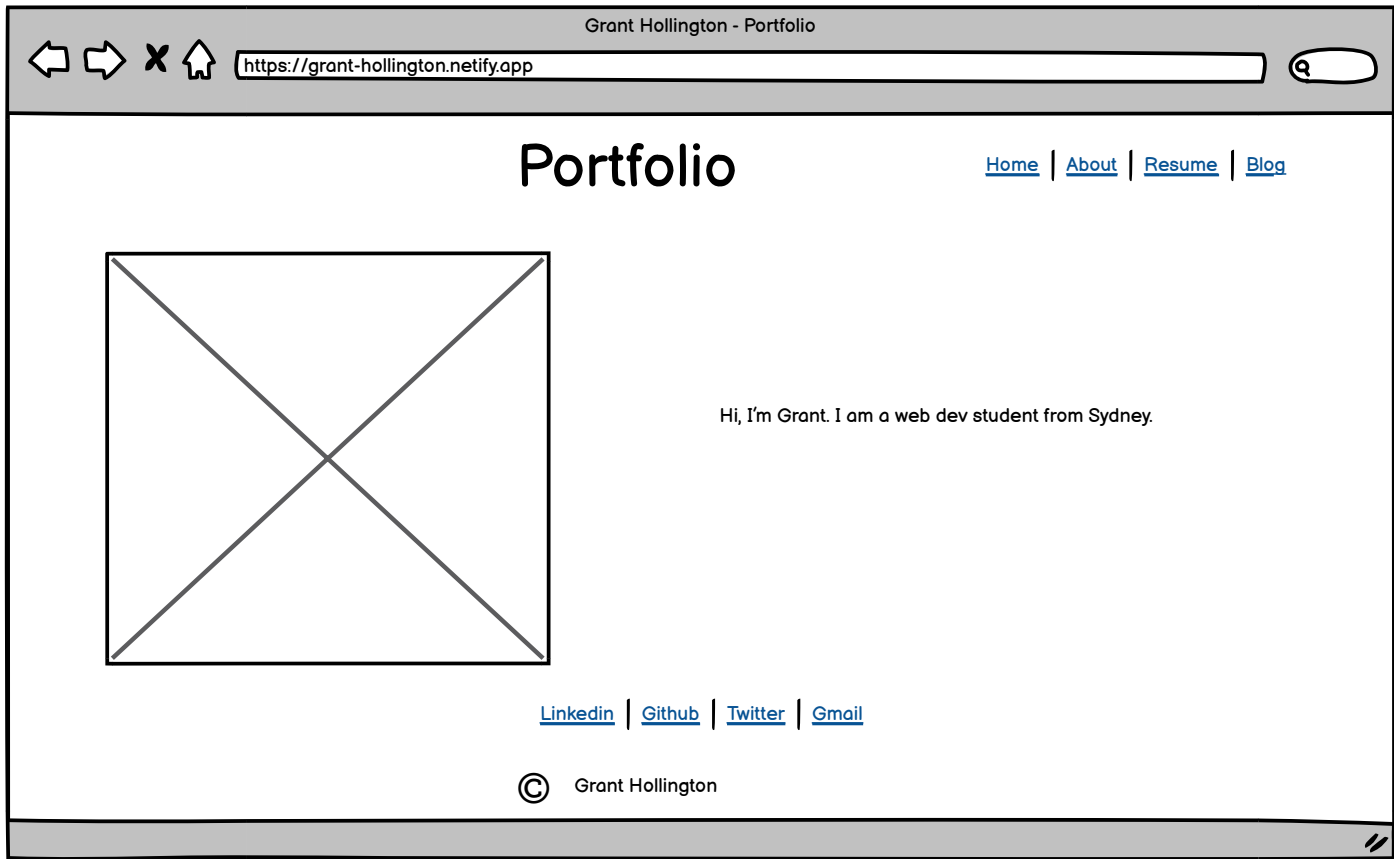 Grant Hollington - Portfolio
https://grant-hollington.netify.app
Portfolio
Home | About | Resume | Blog
Hi, I'm Grant. I am a web dev student from Sydney.
Linkedin | Github | Twitter | Gmail
© Grant Hollington